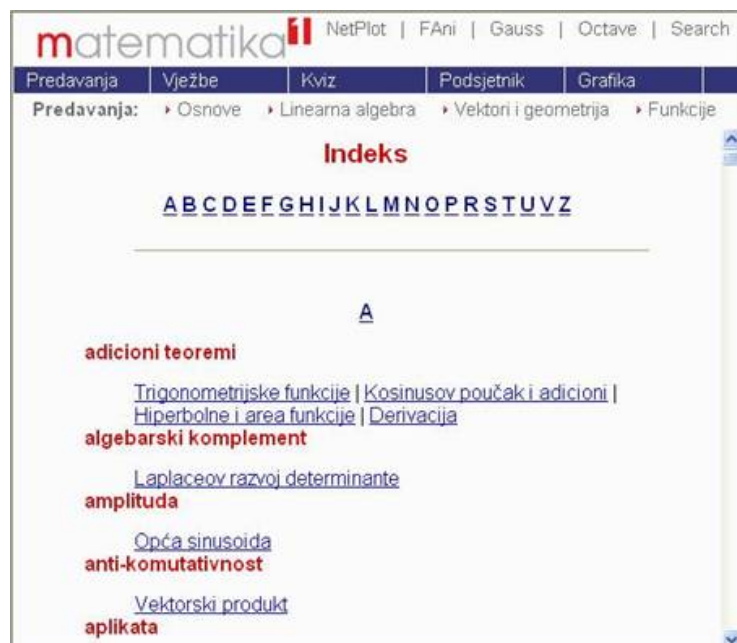 matematika1 NetPlot | FAni | Gauss | Octave | Search
Predavanja Vježbe Kviz Podsjetnik Grafika
Predavanja: Osnove Linearna algebra Vektori i geometrija Funkcije
Indeks
A B C D E F G H I J K L M N O P R S T U V Z
A
adicioni teoremi
Trigonometrijske funkcije | Kosinusov poučak i adicioni |
Hiperbolne i area funkcije | Derivacija
algebarski komplement
Laplaceov razvoj determinante
amplituda
Opća sinusoida
anti-komutativnost
Vektorski produkt
aplikata